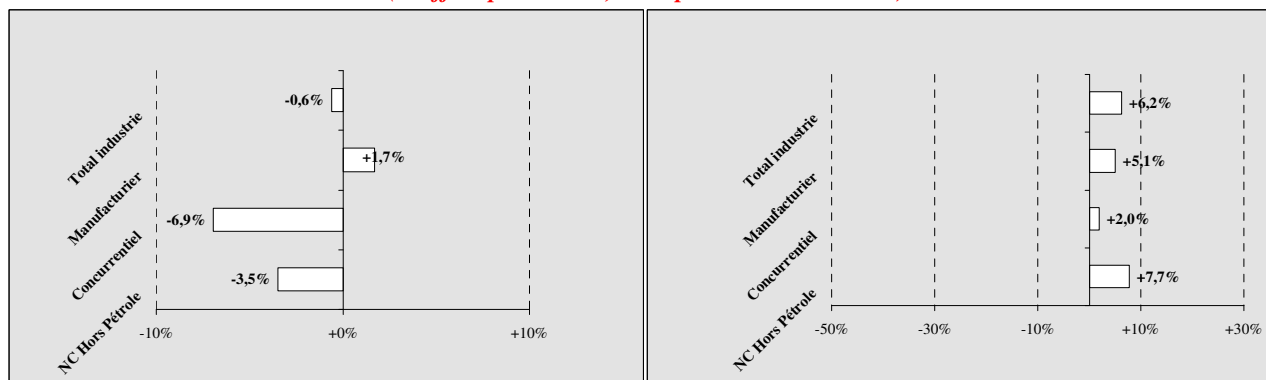 -0,6%
Total industrie
+1,7%
Manufacturier
-6,9%
Concurrentiel
-3,5%
NC Hors Pétrole
-10%
+0%
+10%
+6,2%
Total industrie
+5,1%
Manufacturier
+2,0%
Concurrentiel
+7,7%
NC Hors Pétrole
-50%
-30%
-10%
+10%
+30%